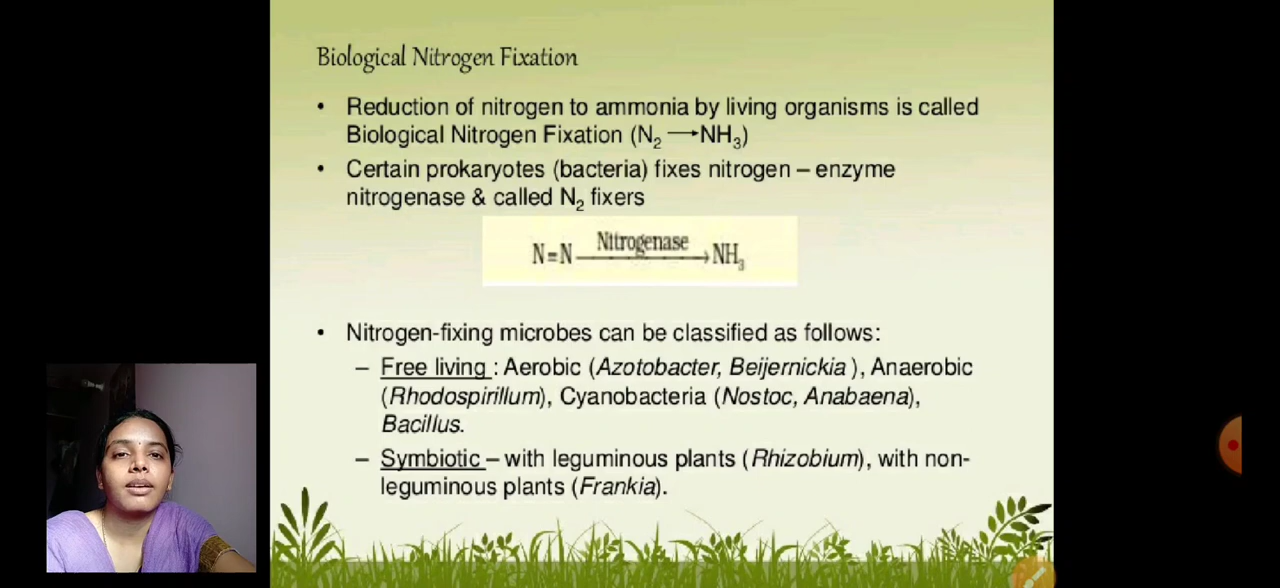 Biological Nitrogen Fixation
• Reduction of nitrogen to ammonia by living organisms is called
Biological Nitrogen Fixation (N₂ →NH₃)
• Certain prokaryotes (bacteria) fixes nitrogen – enzyme
nitrogenase & called N₂ fixers
Nitrogenase
N=N → NH₃
• Nitrogen-fixing microbes can be classified as follows:
– Free living : Aerobic (Azotobacter, Beijernickia ), Anaerobic
(Rhodospirillum), Cyanobacteria (Nostoc, Anabaena),
Bacillus.
– Symbiotic – with leguminous plants (Rhizobium), with non-
leguminous plants (Frankia).